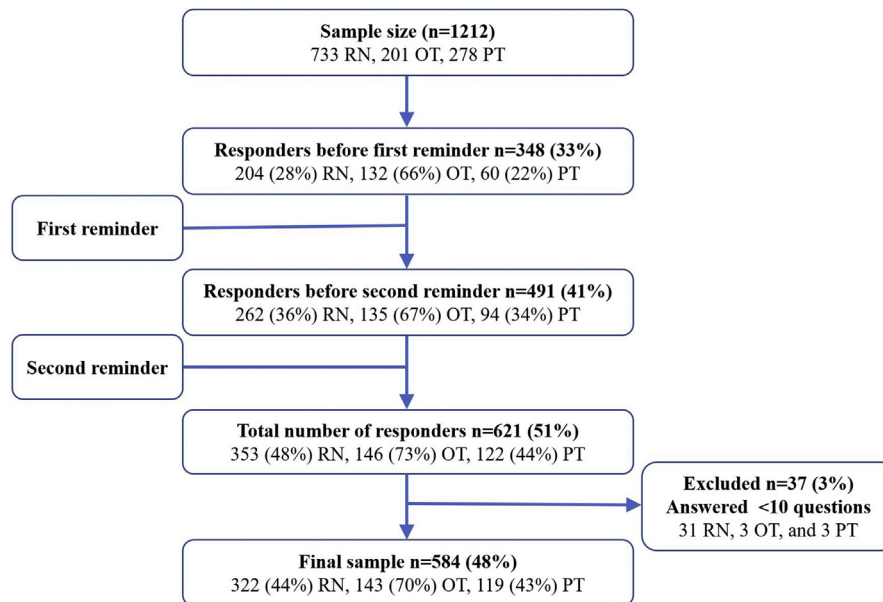 Sample size (n=1212)
733 RN, 201 OT, 278 PT
Responders before first reminder n=348 (33%)
204 (28%) RN, 132 (66%) OT, 60 (22%) PT
First reminder
Responders before second reminder n=491 (41%)
262 (36%) RN, 135 (67%) OT, 94 (34%) PT
Second reminder
Total number of responders n=621 (51%)
353 (48%) RN, 146 (73%) OT, 122 (44%) PT
Excluded n=37 (3%)
Answered <10 questions
31 RN, 3 OT, and 3 PT
Final sample n=584 (48%)
322 (44%) RN, 143 (70%) OT, 119 (43%) PT